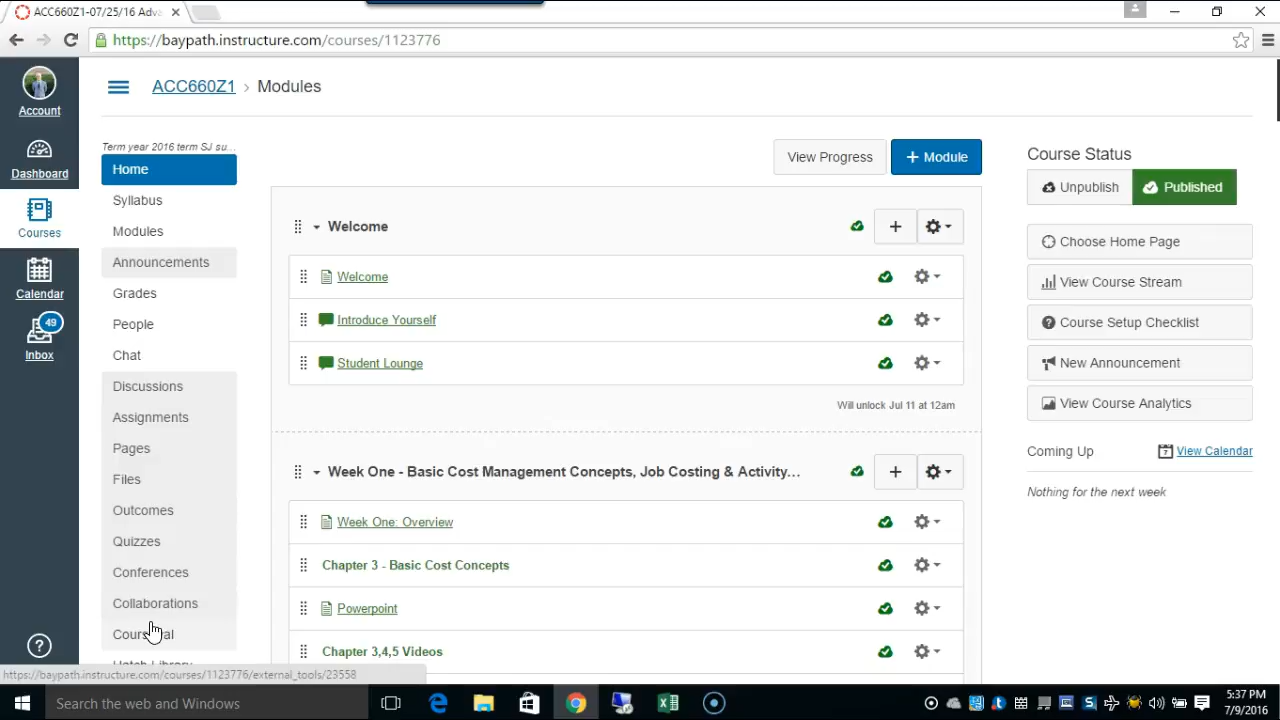 ACC660Z1-07/25/16 Adva
https://baypath.instructure.com/courses/1123776
Account
Dashboard
Courses
Calendar
49
Inbox
ACC660Z1 › Modules
Term year 2016 term SJ su...
Home
Syllabus
Modules
Announcements
Grades
People
Chat
Discussions
Assignments
Pages
Files
Outcomes
Quizzes
Conferences
Collaborations
View Progress
+ Module
Welcome
Welcome
Introduce Yourself
Student Lounge
Will unlock Jul 11 at 12am
Week One - Basic Cost Management Concepts, Job Costing & Activity...
Week One: Overview
Chapter 3 - Basic Cost Concepts
Powerpoint
Chapter 3,4,5 Videos
Course Status
Unpublish
Published
Choose Home Page
View Course Stream
Course Setup Checklist
New Announcement
View Course Analytics
Coming Up
7
View Calendar
Nothing for the next week
https://baypath.instructure.com/courses/1123776/external_tools/23558
Search the web and Windows
5:37 PM
7/9/2016